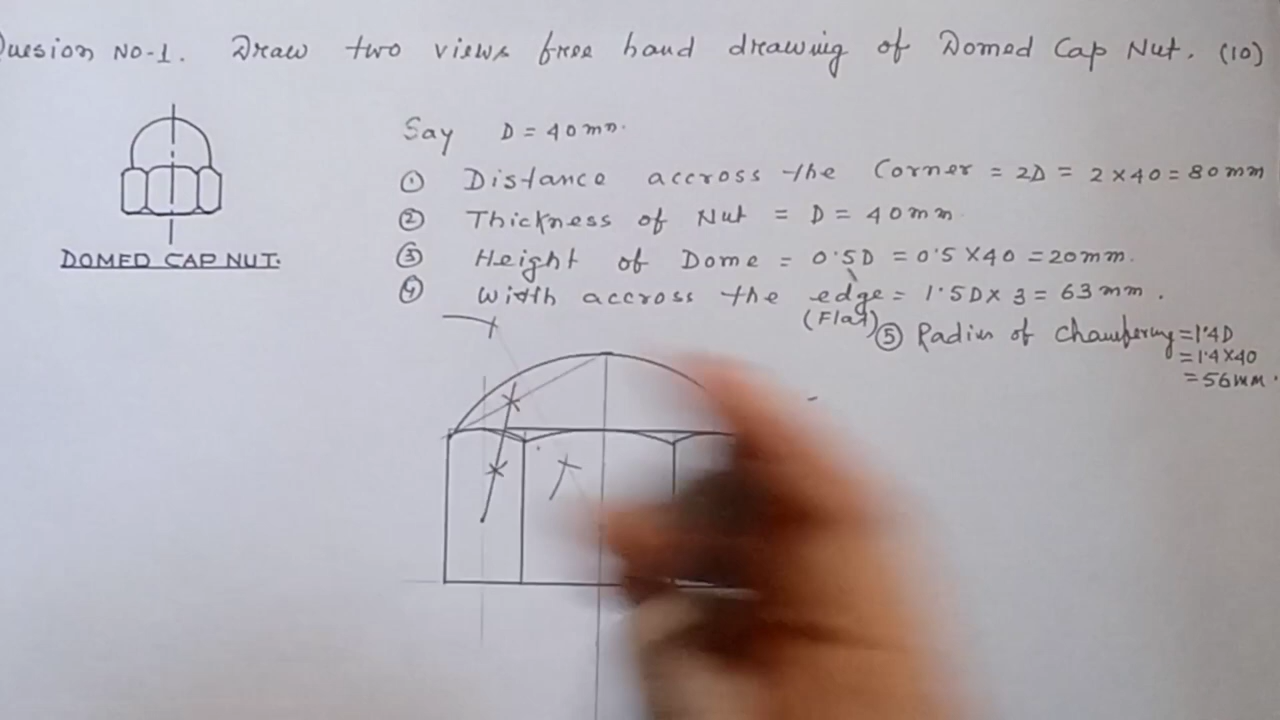 Quesion No-1. Draw two views free hand drawing of Domed Cap Nut. (10)
Say D = 40mm.
① Distance accross the Corner = 2D = 2 × 40 = 80mm
② Thickness of Nut = D = 40mm.
③ Height of Dome = 0.5D = 0.5 × 40 = 20mm.
④ Width accross the edge = 1.5D × 3 = 63mm.
(Flat)
⑤ Radius of Chamfering = 1.4D
= 1.4 × 40
= 56mm.
DOMED CAP NUT.